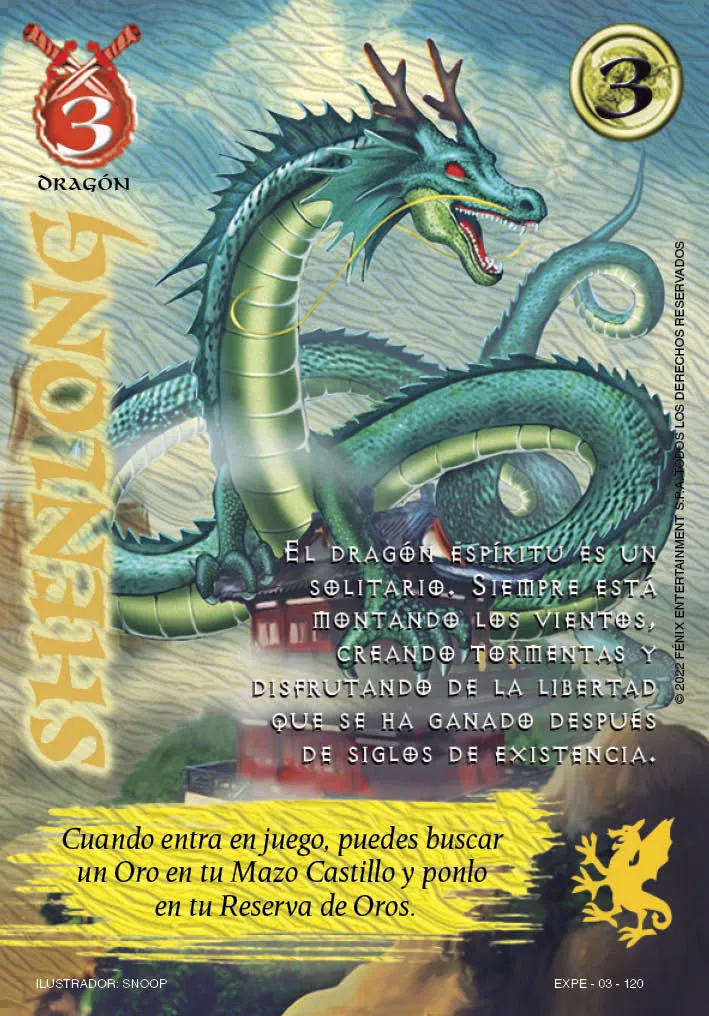 3
3
DRAGÓN
SHENLONG
El dragón espíritu es un
solitario. Siempre está
montando los vientos,
creando tormentas y
disfrutando de la libertad
que se ha ganado después
de siglos de existencia.
© 2022 FÉNIX ENTERTAINMENT S.P.A. TODOS LOS DERECHOS RESERVADOS
Cuando entra en juego, puedes buscar
un Oro en tu Mazo Castillo y ponlo
en tu Reserva de Oros.
ILUSTRADOR: SNOOP
EXPE - 03 - 120